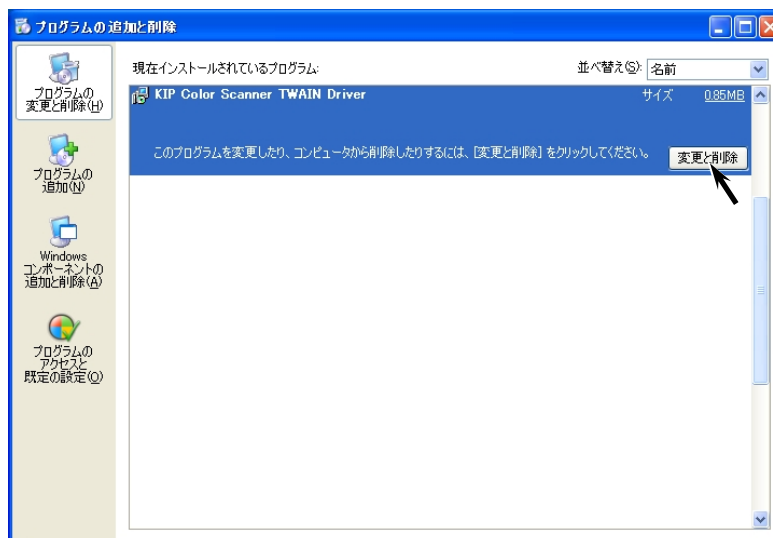 プログラムの追加と削除
プログラムの
変更と削除(H)
プログラムの
追加(N)
Windows
コンポーネントの
追加と削除(A)
プログラムの
アクセスと
既定の設定(O)
現在インストールされているプログラム:
並べ替え(S):
名前
KIP Color Scanner TWAIN Driver
サイズ
0.85MB
このプログラムを変更したり、コンピュータから削除したりするには、[変更と削除] をクリックしてください。
変更と削除